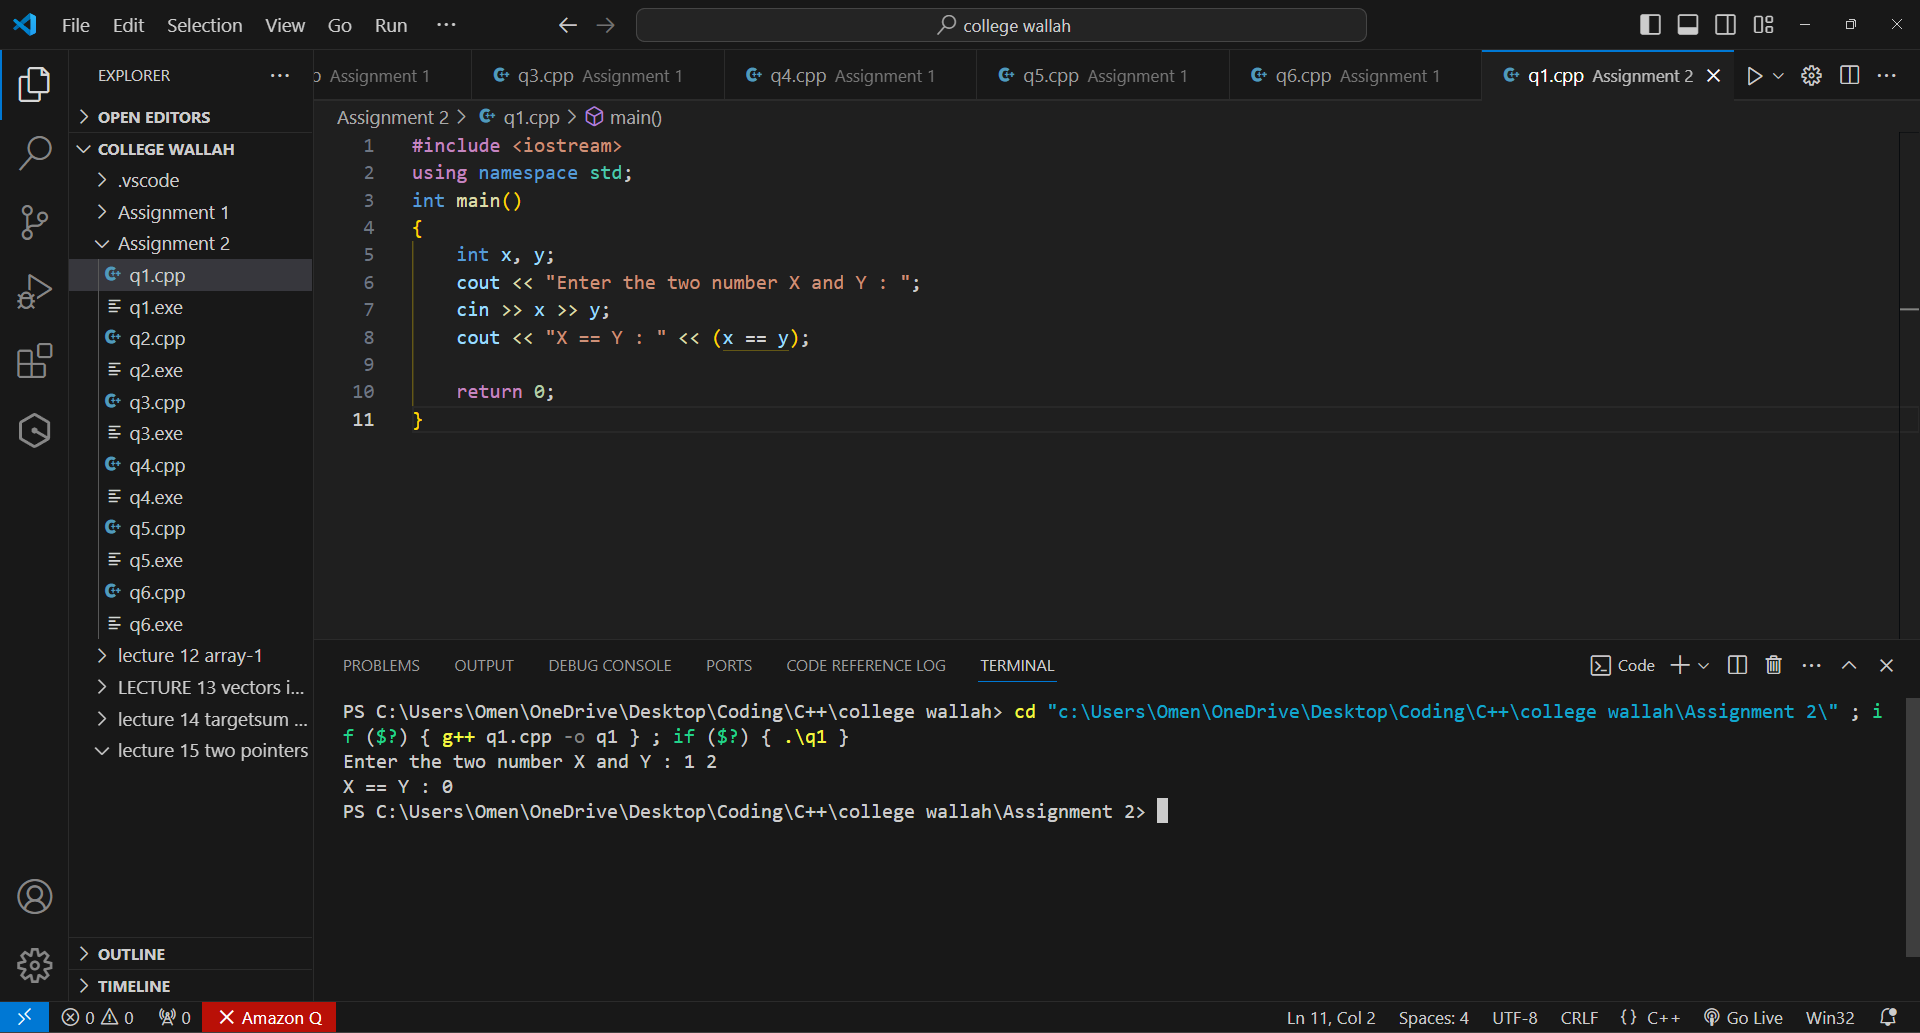 File Edit Selection View Go Run ···
college wallah
EXPLORER ···
Assignment 1
q3.cpp Assignment 1
q4.cpp Assignment 1
q5.cpp Assignment 1
q6.cpp Assignment 1
q1.cpp Assignment 2
OPEN EDITORS
COLLEGE WALLAH
.vscode
Assignment 1
Assignment 2
q1.cpp
q1.exe
q2.cpp
q2.exe
q3.cpp
q3.exe
q4.cpp
q4.exe
q5.cpp
q5.exe
q6.cpp
q6.exe
lecture 12 array-1
LECTURE 13 vectors i...
lecture 14 targetsum ...
lecture 15 two pointers
OUTLINE
TIMELINE
Assignment 2 > q1.cpp > main()
1 #include <iostream>
2 using namespace std;
3 int main()
4 {
5 int x, y;
6 cout << "Enter the two number X and Y : ";
7 cin >> x >> y;
8 cout << "X == Y : " << (x == y);
9
10 return 0;
11 }
PROBLEMS OUTPUT DEBUG CONSOLE PORTS CODE REFERENCE LOG TERMINAL
Code
PS C:\Users\Omen\OneDrive\Desktop\Coding\C++\college wallah> cd "c:\Users\Omen\OneDrive\Desktop\Coding\C++\college wallah\Assignment 2\" ; i
f ($?) { g++ q1.cpp -o q1 } ; if ($?) { .\q1 }
Enter the two number X and Y : 1 2
X == Y : 0
PS C:\Users\Omen\OneDrive\Desktop\Coding\C++\college wallah\Assignment 2>
0 0 0 Amazon Q
Ln 11, Col 2 Spaces: 4 UTF-8 CRLF {} C++ Go Live Win32